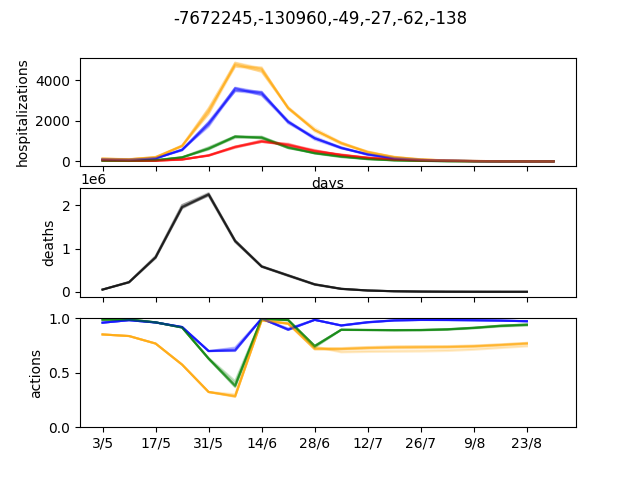 -7672245,-130960,-49,-27,-62,-138
hospitalizations
4000
2000
0
days
1e6
deaths
2
1
0
actions
1.0
0.5
0.0
3/5 17/5 31/5 14/6 28/6 12/7 26/7 9/8 23/8